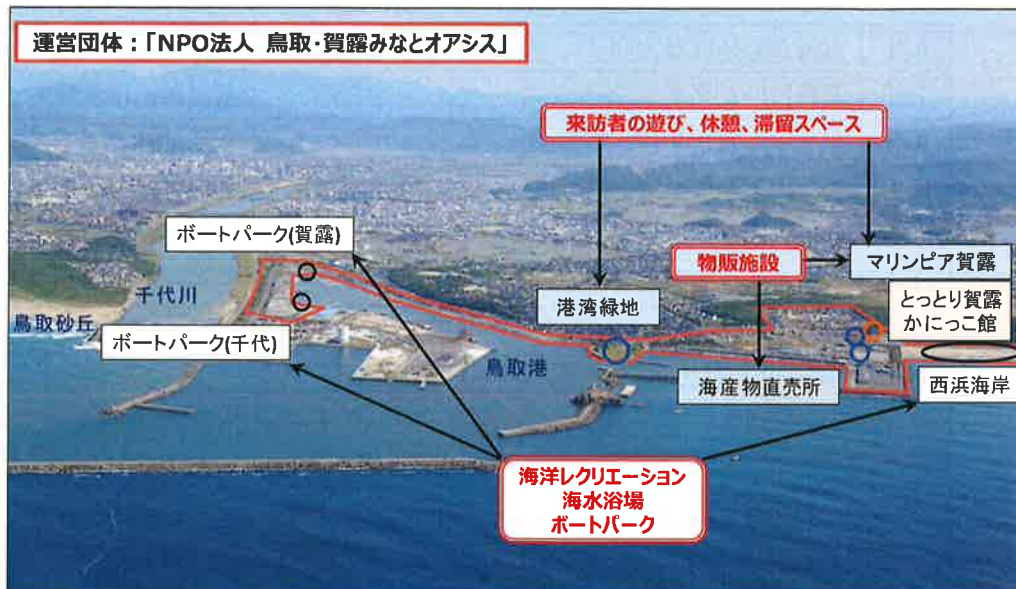 運営団体：「NPO法人 鳥取・賀露みなとオアシス」
来訪者の遊び、休憩、滞留スペース
ボートパーク(賀露)
物販施設
マリンピア賀露
千代川
港湾緑地
とっとり賀露
かにっこ館
鳥取砂丘
ボートパーク(千代)
鳥取港
海産物直売所
西浜海岸
海洋レクリエーション
海水浴場
ボートパーク